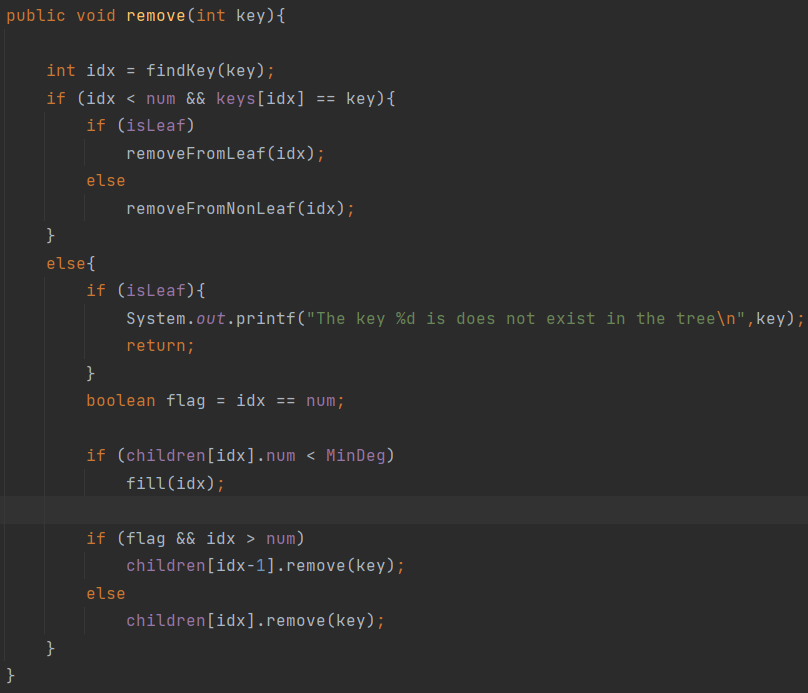 public void remove(int key){
int idx = findKey(key);
if (idx < num && keys[idx] == key){
if (isLeaf)
removeFromLeaf(idx);
else
removeFromNonLeaf(idx);
}
else{
if (isLeaf){
System.out.printf("The key %d is does not exist in the tree\n",key);
return;
}
boolean flag = idx == num;
if (children[idx].num < MinDeg)
fill(idx);
if (flag && idx > num)
children[idx-1].remove(key);
else
children[idx].remove(key);
}
}